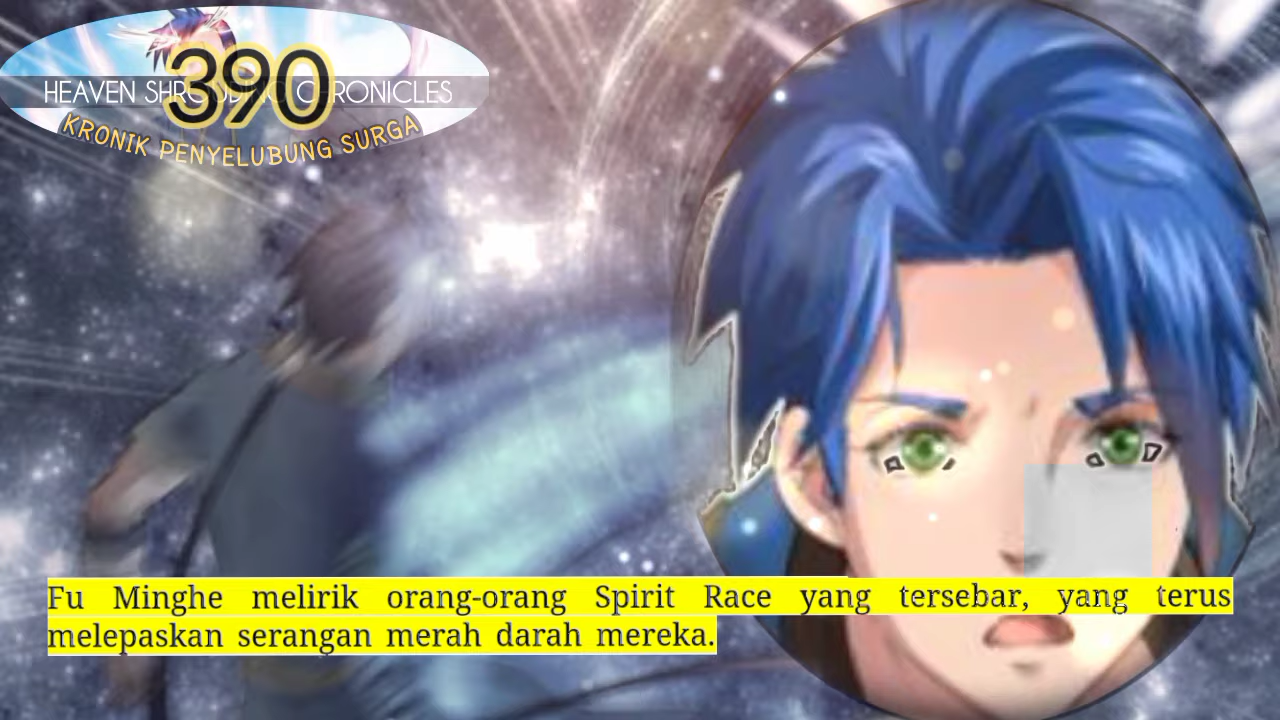 390
HEAVEN SHROUDING CHRONICLES
KRONIK PENYELUBUNG SURGA
Fu Minghe melirik orang-orang Spirit Race yang tersebar, yang terus
melepaskan serangan merah darah mereka.